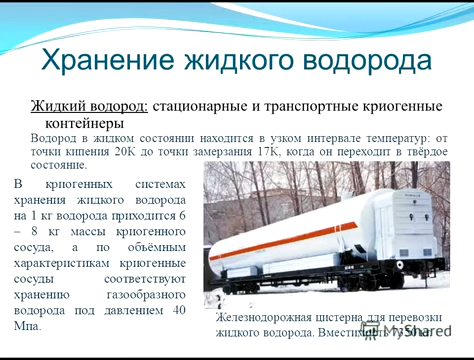 Хранение жидкого водорода
Жидкий водород: стационарные и транспортные криогенные
контейнеры
Водород в жидком состоянии находится в узком интервале температур: от
точки кипения 20К до точки замерзания 17К, когда он переходит в твёрдое
состояние.
В криогенных системах
хранения жидкого водорода
на 1 кг водорода приходится 6
– 8 кг массы криогенного
сосуда, а по объёмным
характеристикам криогенные
сосуды соответствуют
хранению газообразного
водорода под давлением 40
Мпа.
Железнодорожная цистерна для перевозки
жидкого водорода. Вместимость 7350 кг.
MyShared